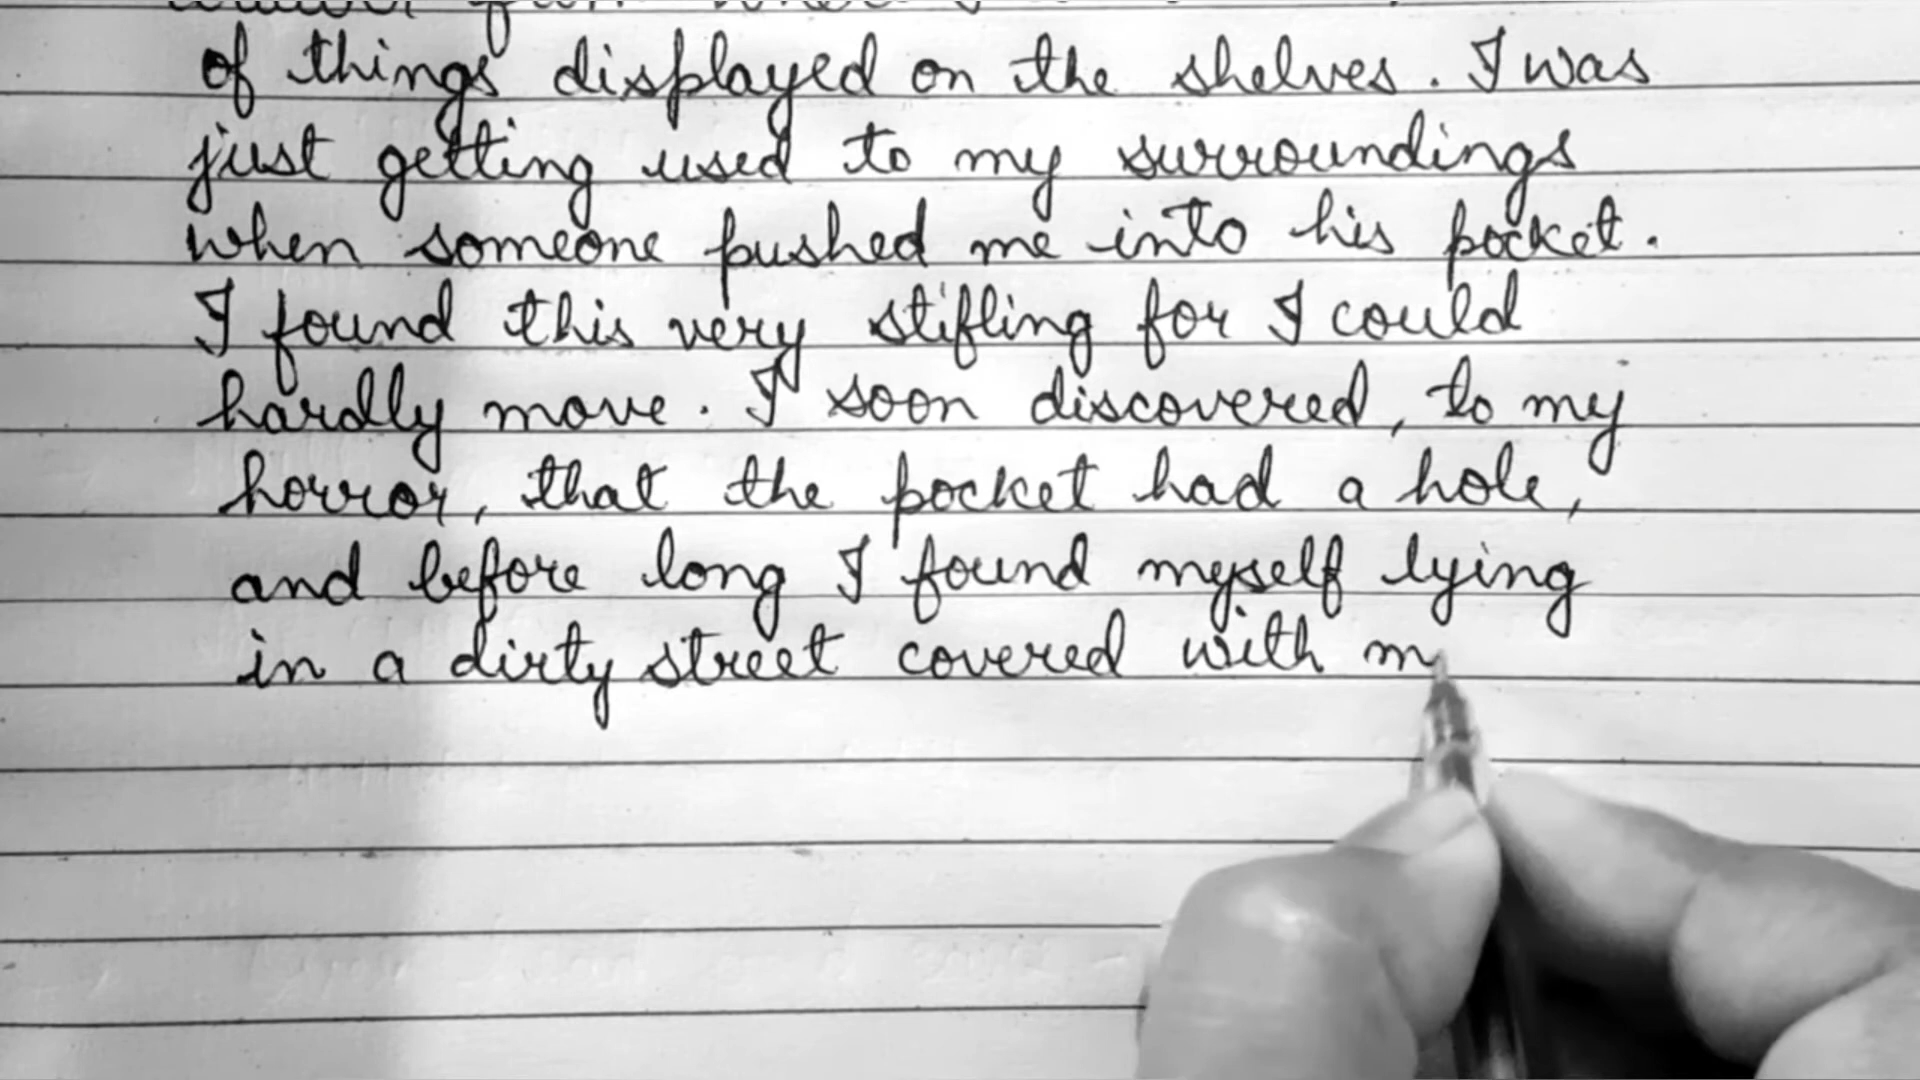 of things displayed on the shelves. I was
just getting used to my surroundings
when someone pushed me into his pocket.
I found this very stifling for I could
hardly move. I soon discovered, to my
horror, that the pocket had a hole,
and before long I found myself lying
in a dirty street covered with m